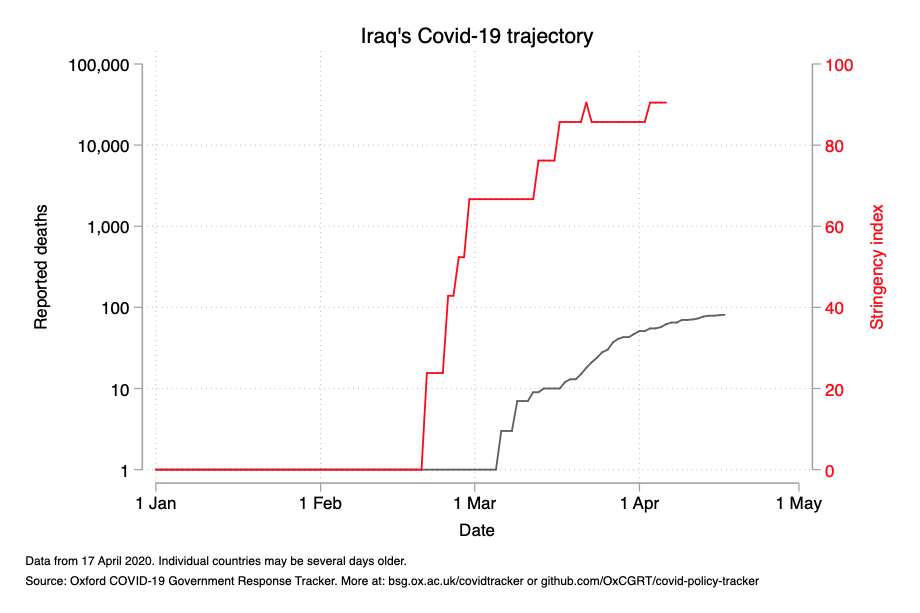 Iraq's Covid-19 trajectory
100,000
10,000
1,000
100
10
1
Reported deaths
100
80
60
40
20
0
Stringency index
1 Jan
1 Feb
1 Mar
1 Apr
1 May
Date
Data from 17 April 2020. Individual countries may be several days older.
Source: Oxford COVID-19 Government Response Tracker. More at: bsg.ox.ac.uk/covidtracker or github.com/OxCGRT/covid-policy-tracker